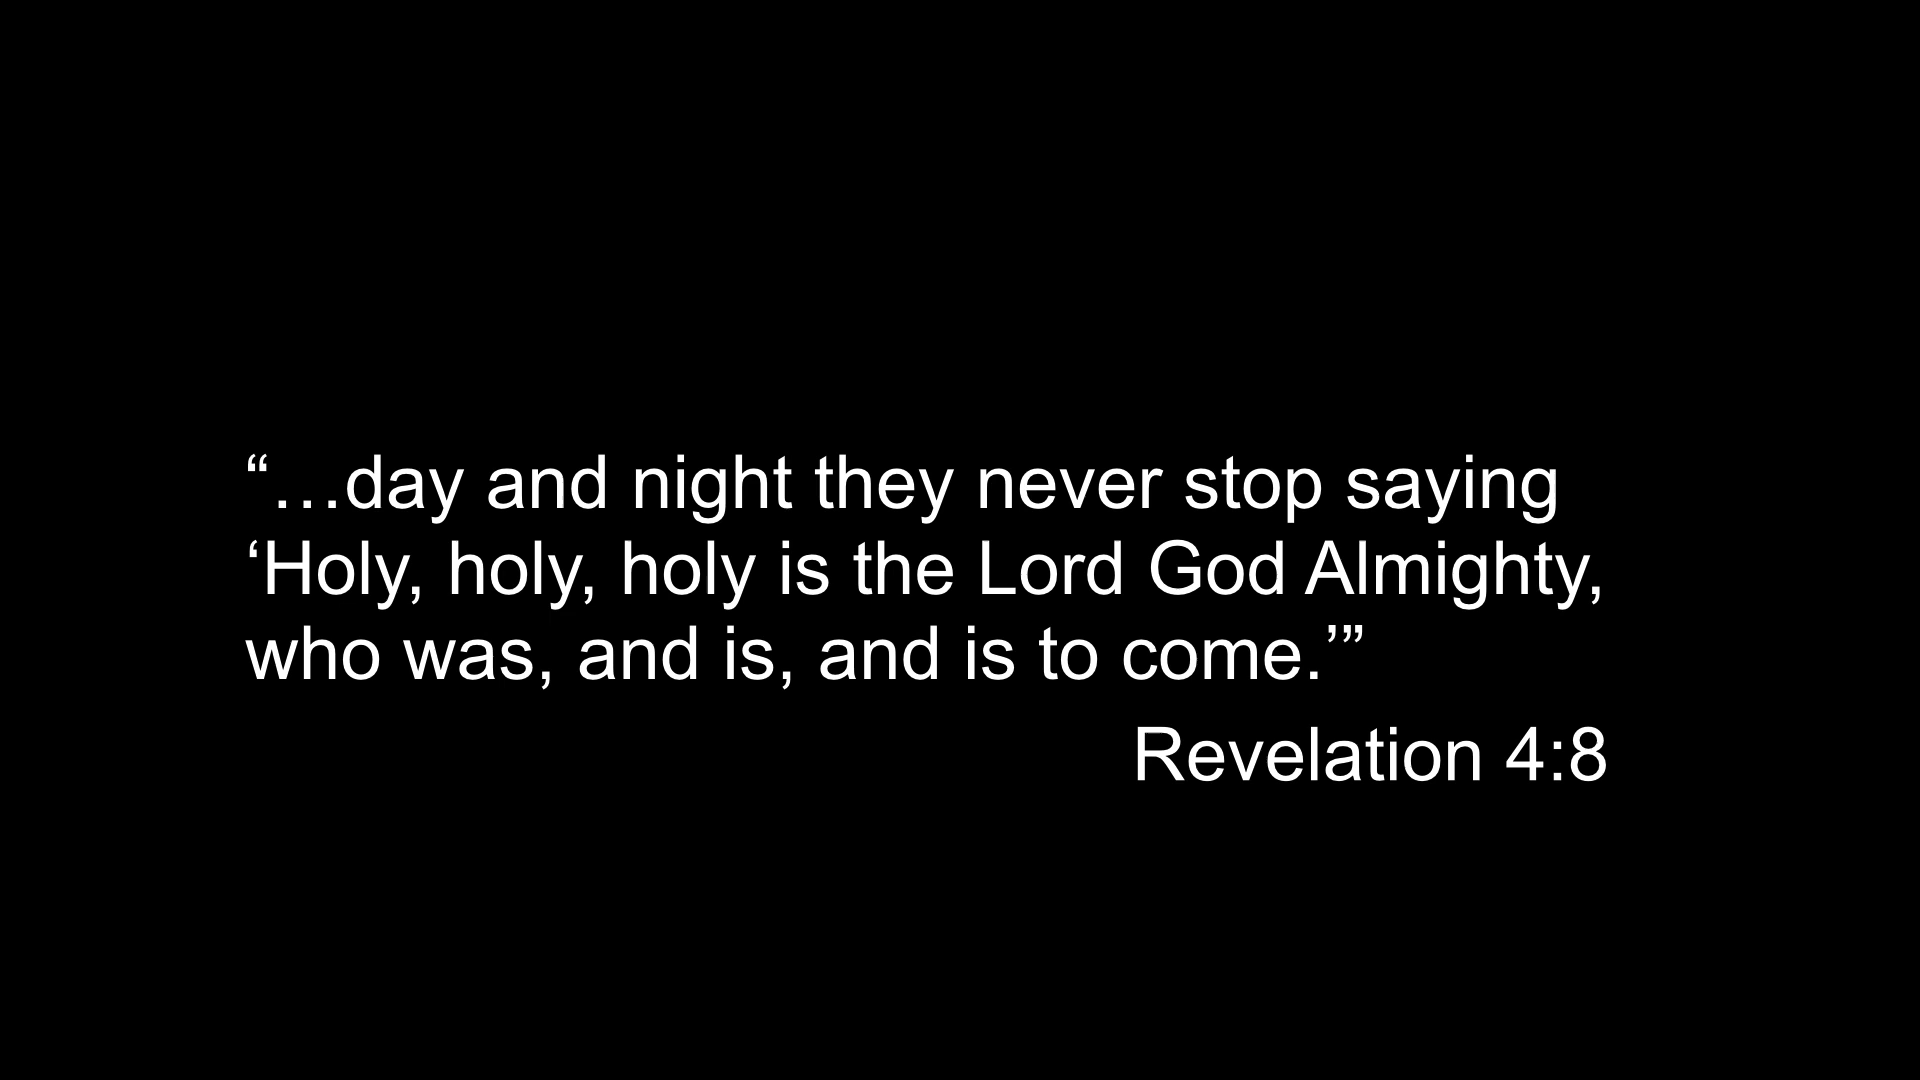 “…day and night they never stop saying
‘Holy, holy, holy is the Lord God Almighty,
who was, and is, and is to come.’”
Revelation 4:8